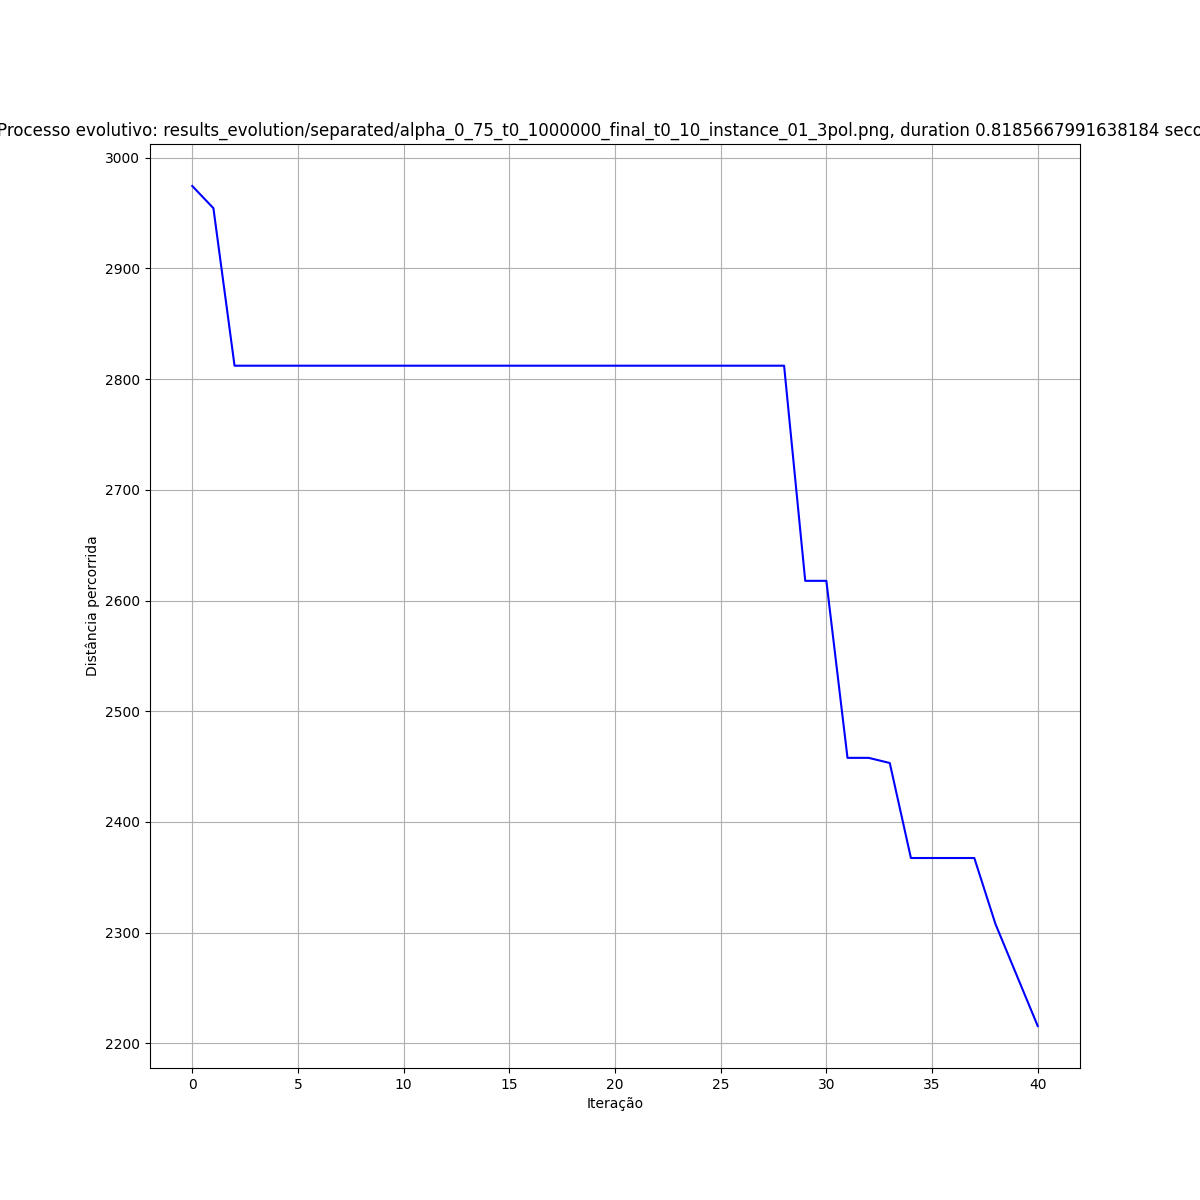 Processo evolutivo: results_evolution/separated/alpha_0_75_t0_1000000_final_t0_10_instance_01_3pol.png, duration 0.8185667991638184 seco
3000
2900
2800
2700
2600
2500
2400
2300
2200
Distância percorrida
0 5 10 15 20 25 30 35 40
Iteração